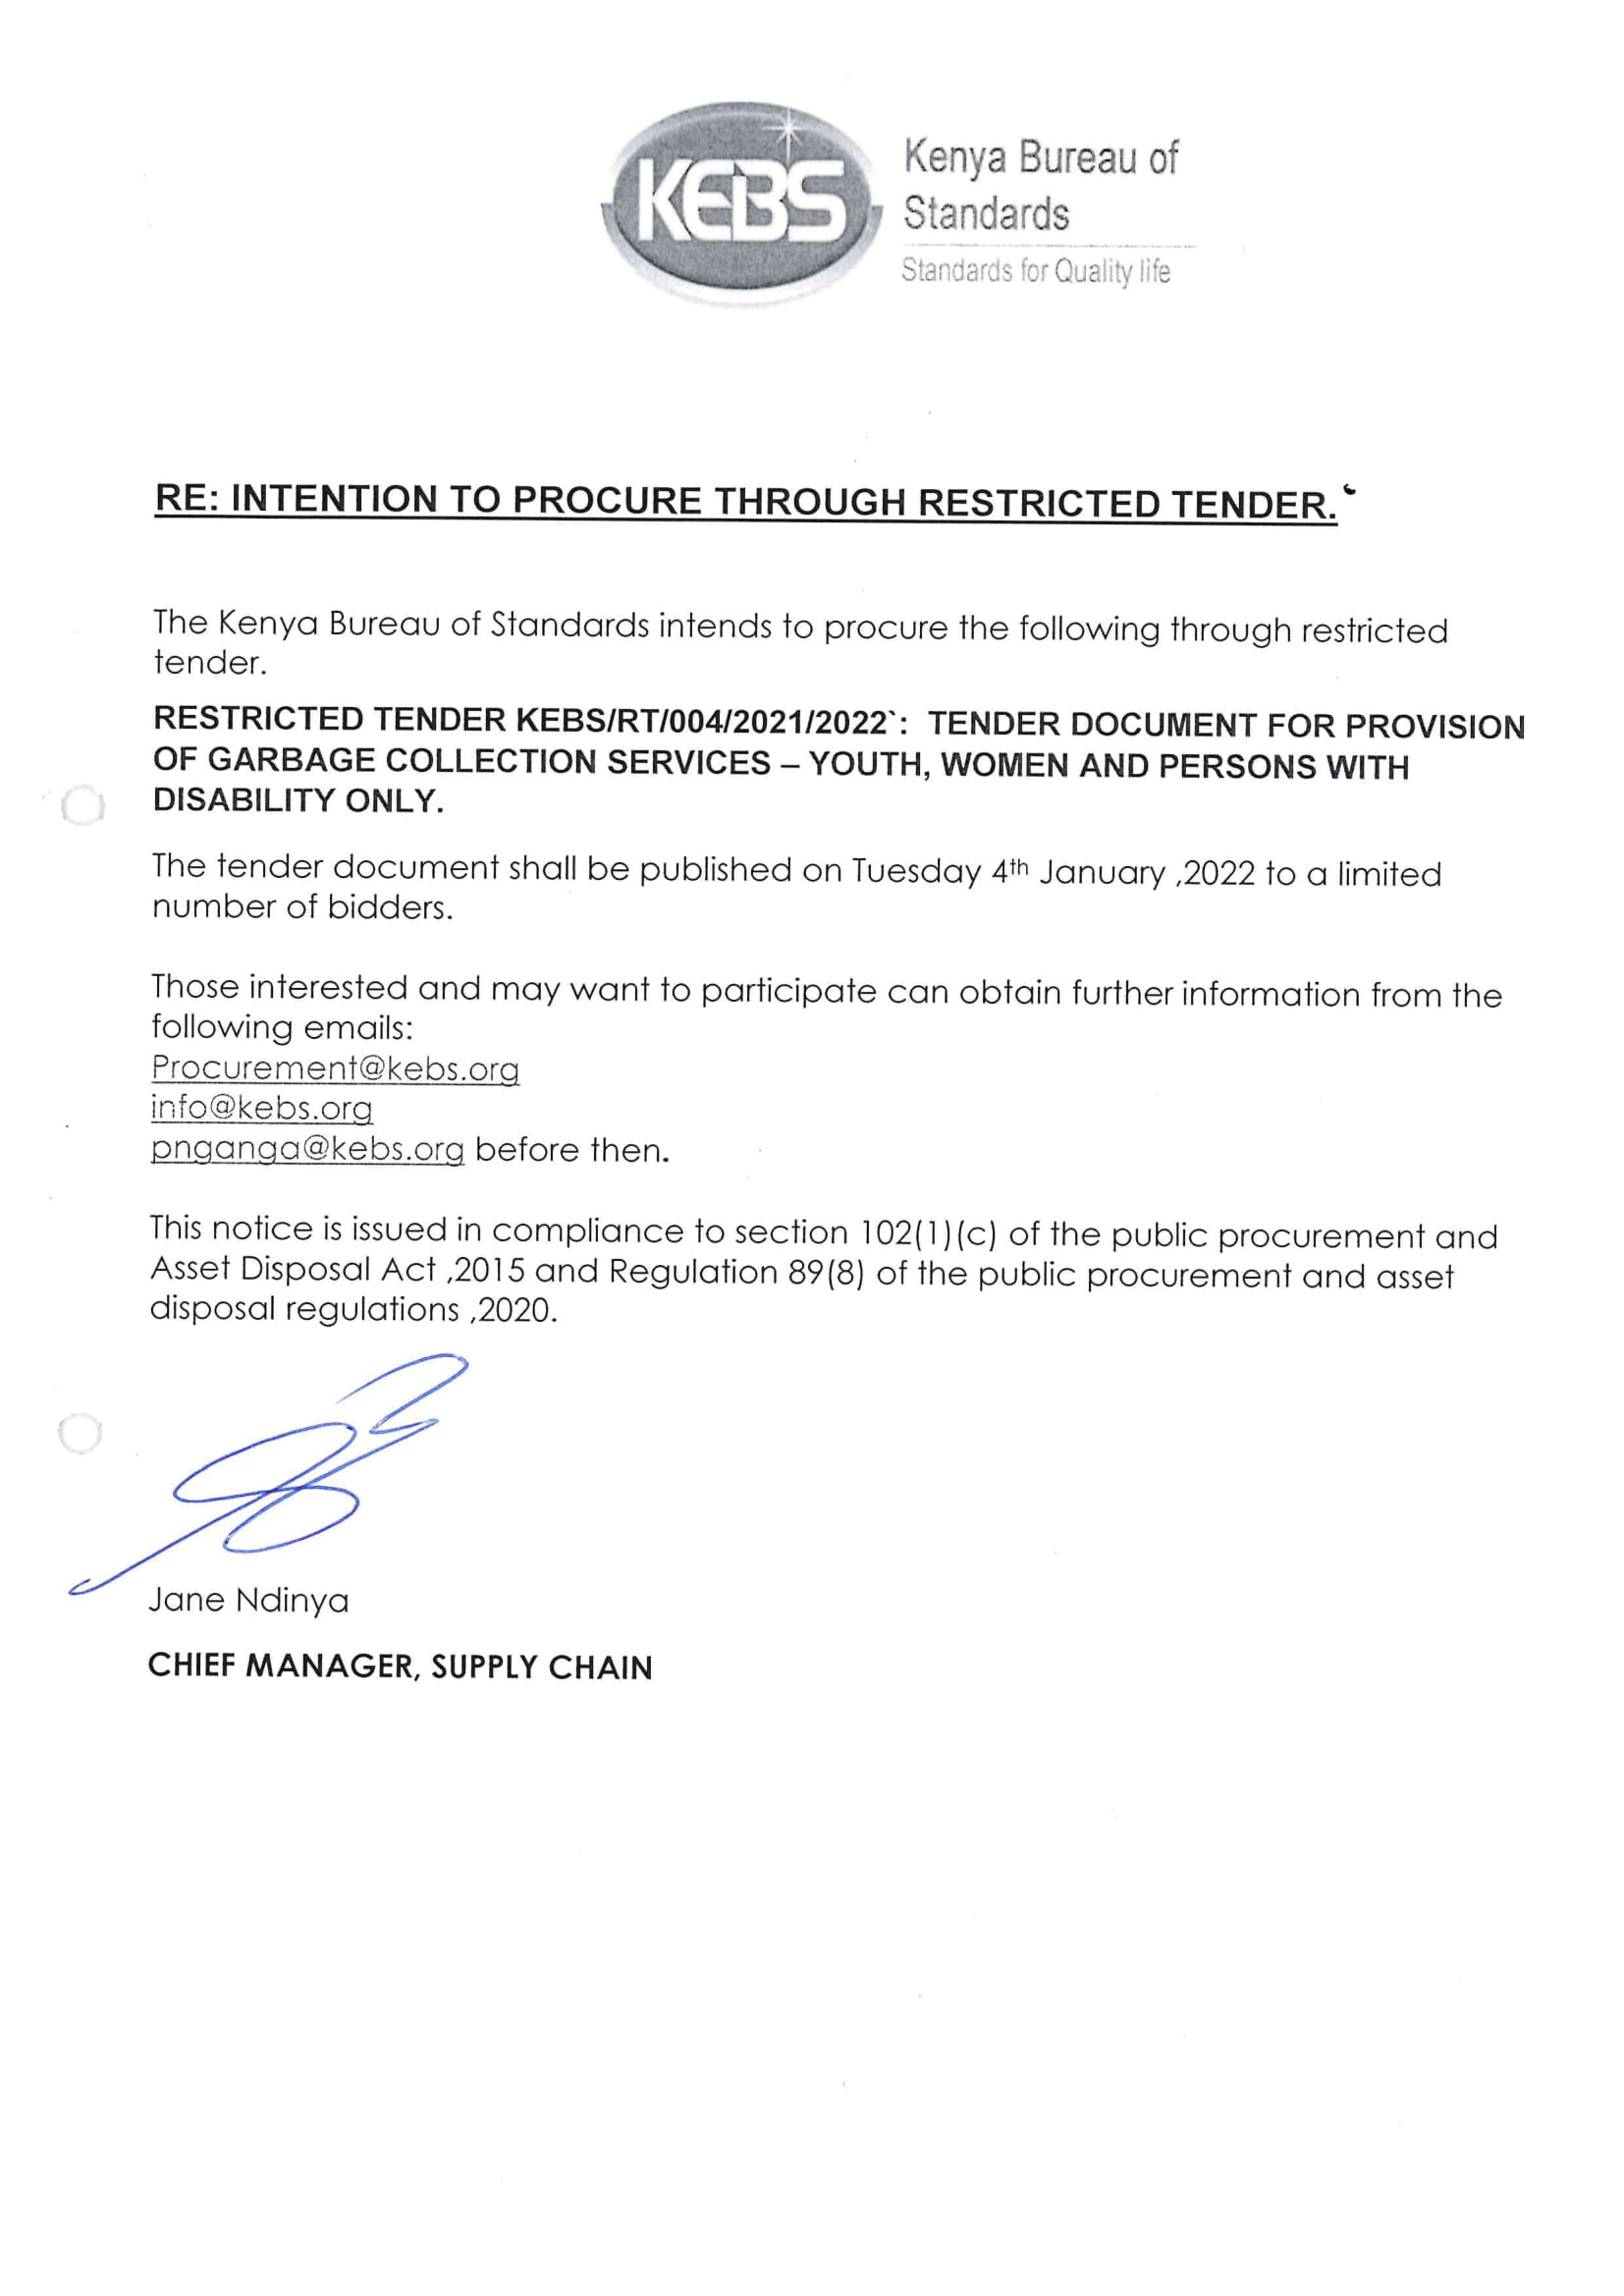 KEBS
Kenya Bureau of
Standards
Standards for Quality life
RE: INTENTION TO PROCURE THROUGH RESTRICTED TENDER.
The Kenya Bureau of Standards intends to procure the following through restricted
tender.
RESTRICTED TENDER KEBS/RT/004/2021/2022`: TENDER DOCUMENT FOR PROVISION
OF GARBAGE COLLECTION SERVICES – YOUTH, WOMEN AND PERSONS WITH
DISABILITY ONLY.
The tender document shall be published on Tuesday 4th January ,2022 to a limited
number of bidders.
Those interested and may want to participate can obtain further information from the
following emails:
Procurement@kebs.org
info@kebs.org
pnganga@kebs.org before then.
This notice is issued in compliance to section 102(1)(c) of the public procurement and
Asset Disposal Act ,2015 and Regulation 89(8) of the public procurement and asset
disposal regulations ,2020.
Jane Ndinya
CHIEF MANAGER, SUPPLY CHAIN